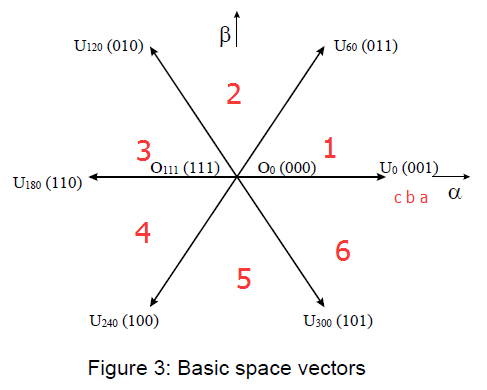 β
U120 (010)
U60 (011)
2
3
1
O111 (111)
O0 (000)
U0 (001)
U180 (110)
c b a
α
4
5
6
U240 (100)
U300 (101)
Figure 3: Basic space vectors